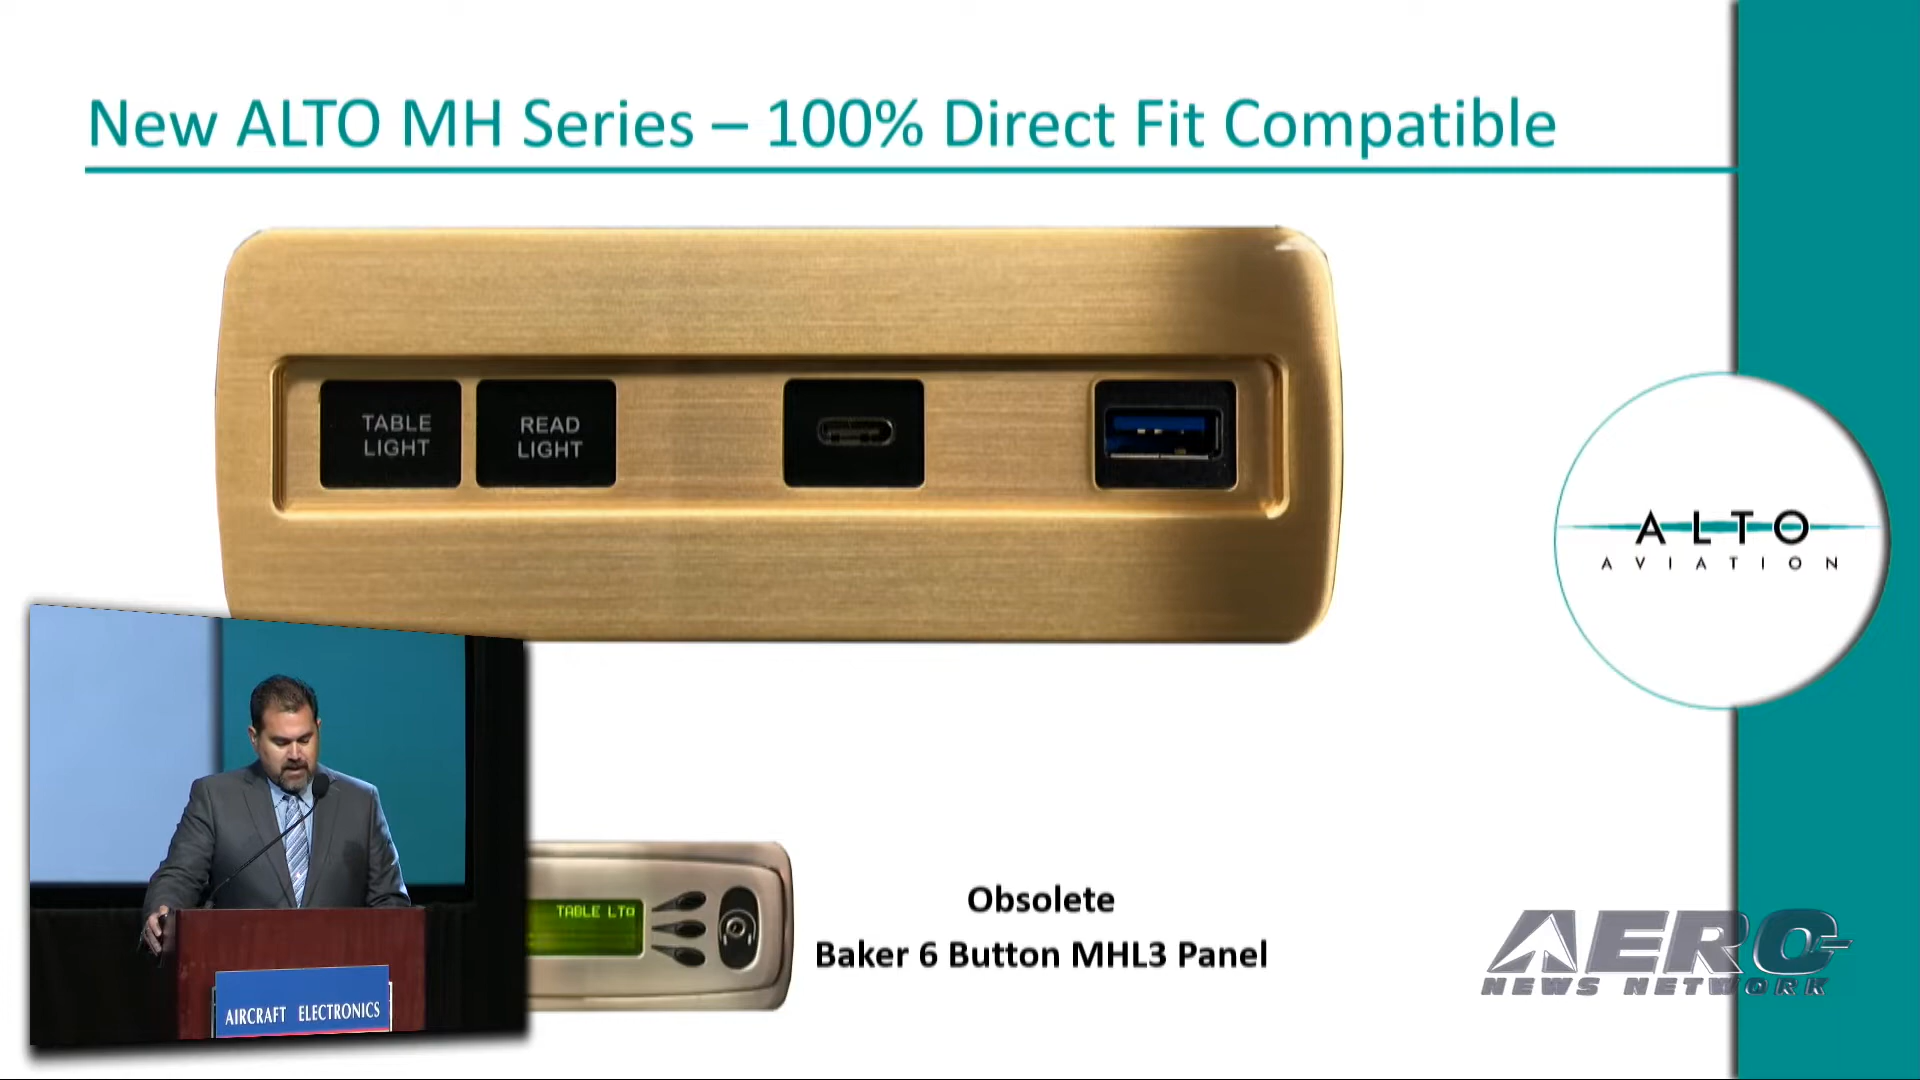 New ALTO MH Series – 100% Direct Fit Compatible
TABLE
LIGHT
READ
LIGHT
ALTO
AVIATION
TABLE LT
Obsolete
Baker 6 Button MHL3 Panel
AIRCRAFT ELECTRONICS
AERO
NEWS NETWORK